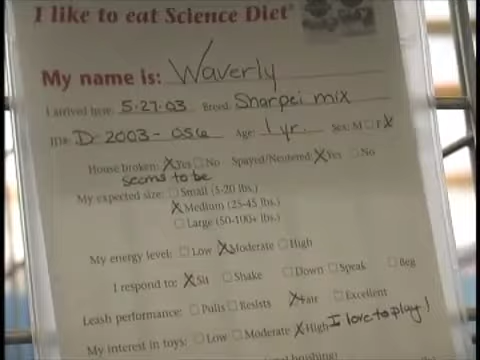 I like to eat Science Diet®
My name is: Waverly
I arrived here: 5-27-03 Breed: Sharpei mix
ID#: D-2003-056 Age: 1 yr. Sex: M F X
House broken: X Yes No Spayed/Neutered: X Yes No
seems to be
My expected size: Small (5-20 lbs.)
X Medium (25-45 lbs.)
Large (50-100+ lbs.)
My energy level: Low X Moderate High
I respond to: X Sit Shake Down Speak Beg
Leash performance: Pulls Resists X Fair Excellent
My interest in toys: Low Moderate X High I love to play!